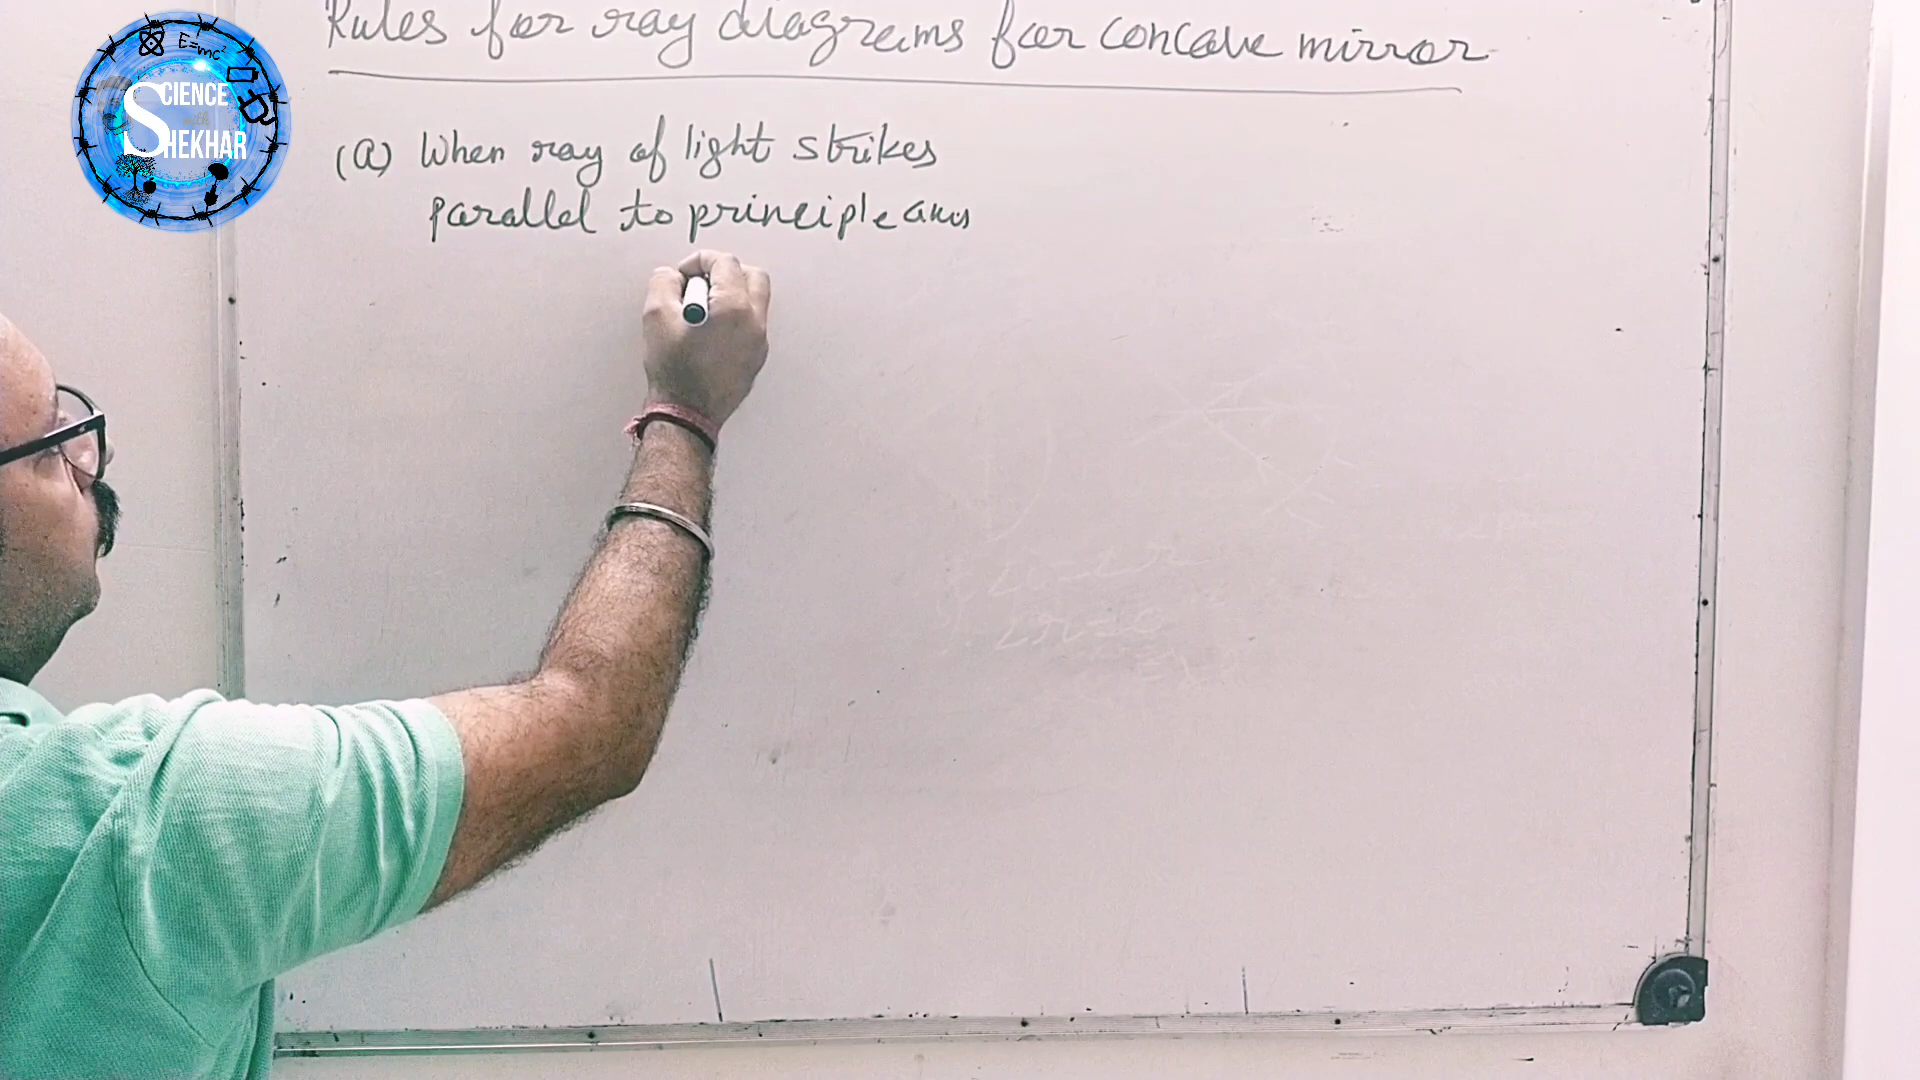 Rules for ray diagrams for concave mirror
E=mc²
SCIENCE
with
SHEKHAR
(a) When ray of light strikes
parallel to principle axis